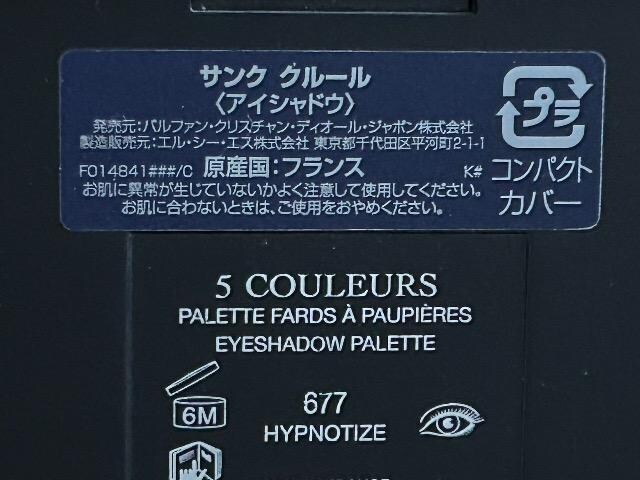 サンク クルール
〈アイシャドウ〉
発売元:パルファン・クリスチャン・ディオール・ジャポン株式会社
製造販売元:エル・シー・エス株式会社 東京都千代田区平河町2-1-1
F014841###/C 原産国:フランス K#
お肌に異常が生じていないかよく注意して使用してください。
お肌に合わないときは、ご使用をおやめください。
プラ
コンパクト
カバー
5 COULEURS
PALETTE FARDS À PAUPIÈRES
EYESHADOW PALETTE
6M
677
HYPNOTIZE